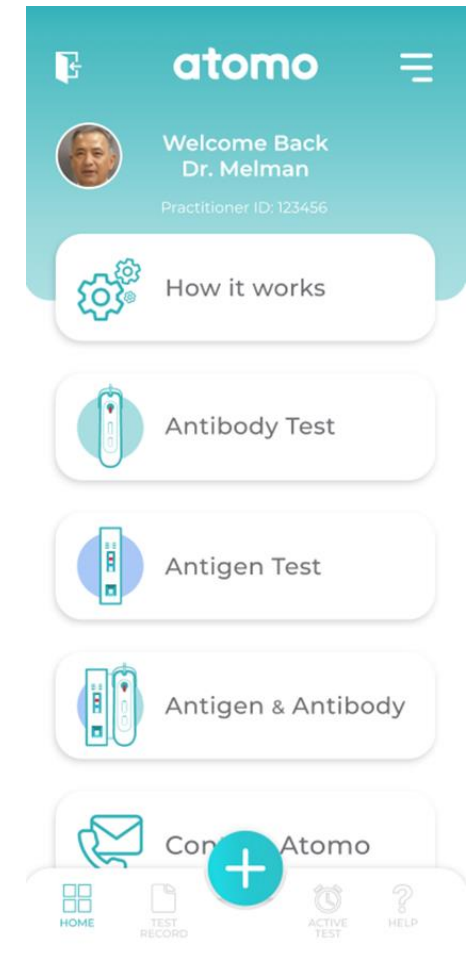 atomo
Welcome Back
Dr. Melman
Practitioner ID: 123456
How it works
Antibody Test
Antigen Test
Antigen & Antibody
Atomo
HOME
TEST
RECORD
ACTIVE
TEST
HELP